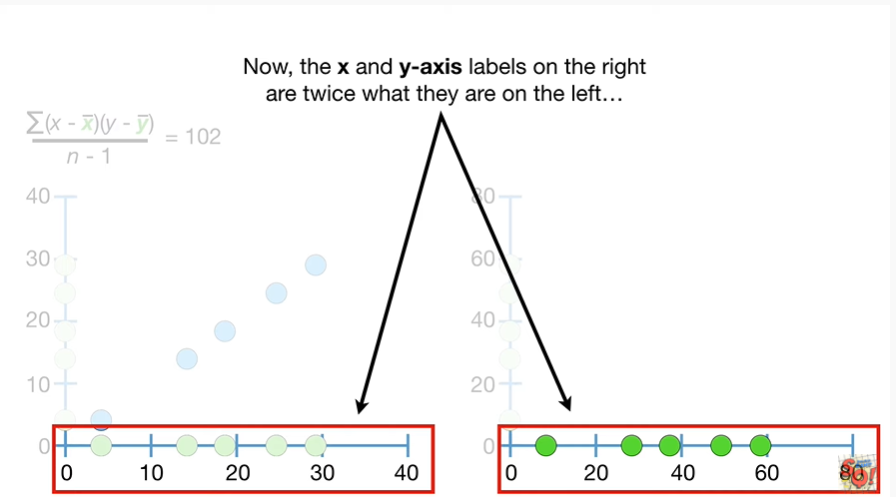 Now, the x and y-axis labels on the right
are twice what they are on the left…
∑(x - x̅)(y - y̅)
n - 1
= 102
40
30
20
10
0
0 10 20 30 40
80
60
40
20
0
0 20 40 60 80